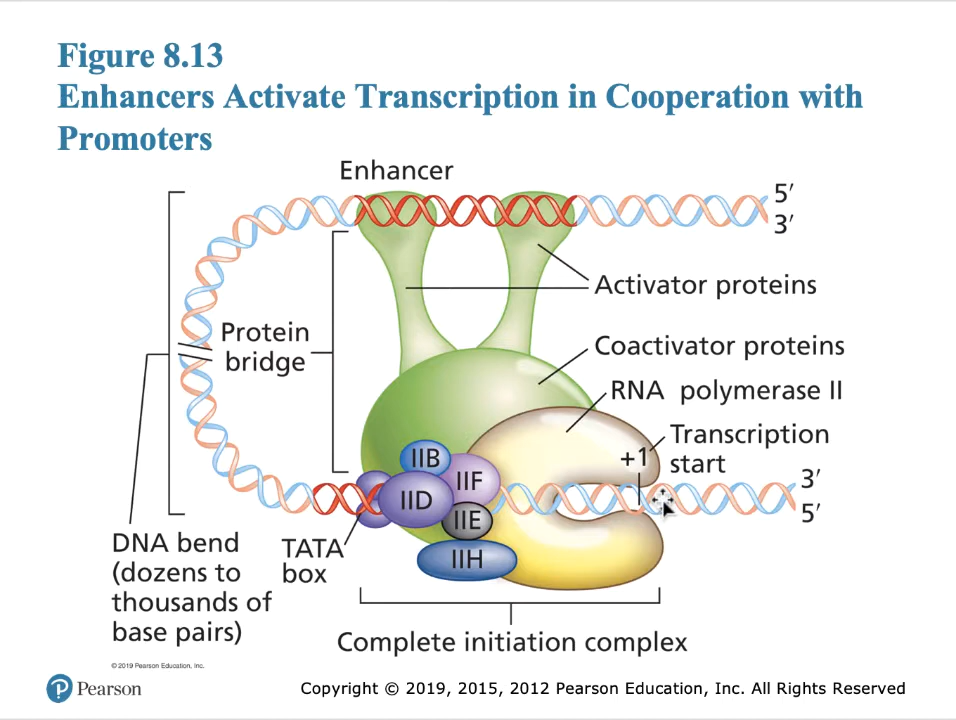 Figure 8.13
Enhancers Activate Transcription in Cooperation with
Promoters
Enhancer
5′
3′
Activator proteins
Protein
bridge
Coactivator proteins
RNA polymerase II
Transcription
start
+1
IIB
IIF
IID
IIE
IIH
3′
5′
DNA bend
(dozens to
thousands of
base pairs)
TATA
box
Complete initiation complex
© 2019 Pearson Education, Inc.
P Pearson
Copyright © 2019, 2015, 2012 Pearson Education, Inc. All Rights Reserved